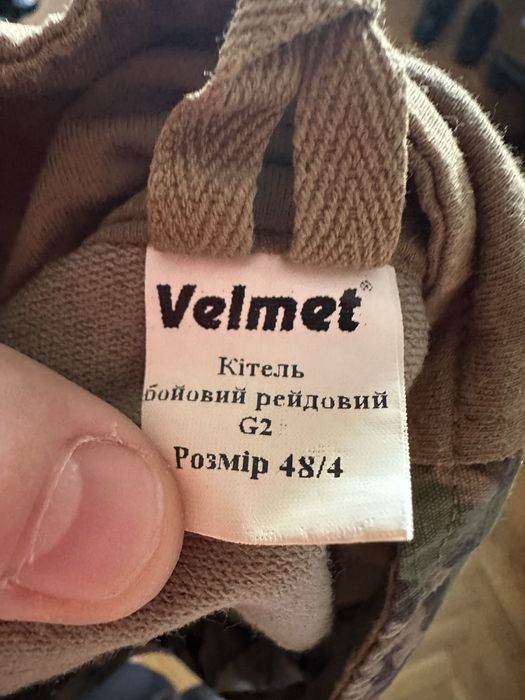 Velmet®
Кітель
бойовий рейдовий
G2
Розмір 48/4